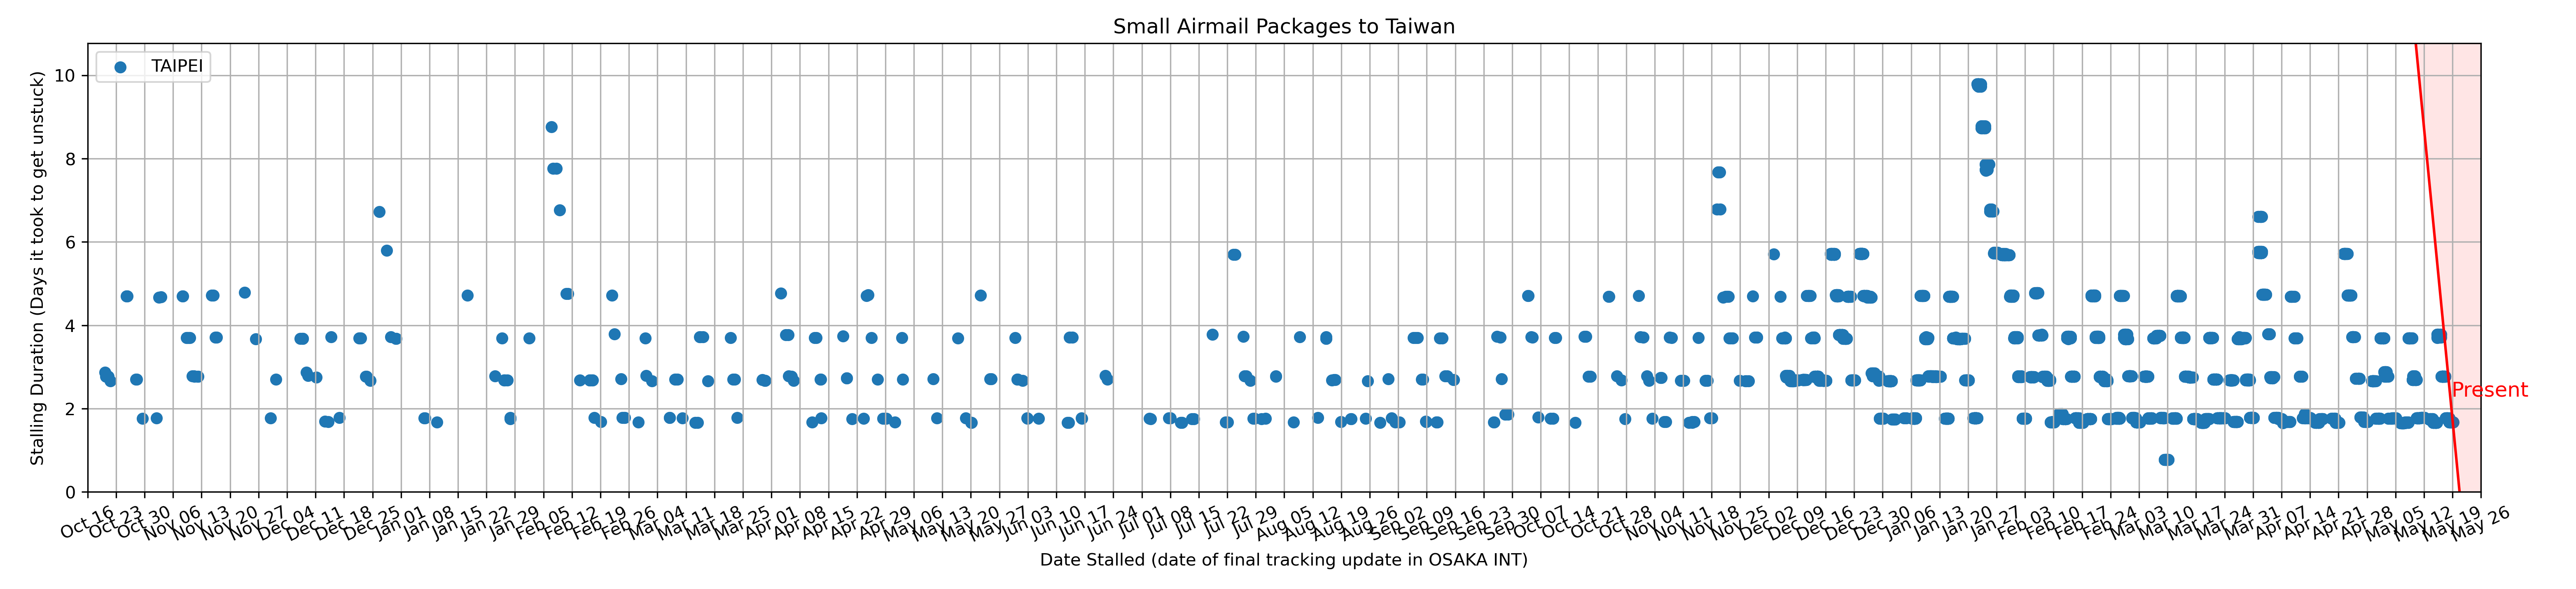 Small Airmail Packages to Taiwan
TAIPEI
Stalling Duration (Days it took to get unstuck)
10
8
6
4
2
0
Present
Oct 16 Oct 23 Oct 30 Nov 06 Nov 13 Nov 20 Nov 27 Dec 04 Dec 11 Dec 18 Dec 25 Jan 01 Jan 08 Jan 15 Jan 22 Jan 29 Feb 05 Feb 12 Feb 19 Feb 26 Mar 04 Mar 11 Mar 18 Mar 25 Apr 01 Apr 08 Apr 15 Apr 22 Apr 29 May 06 May 13 May 20 May 27 Jun 03 Jun 10 Jun 17 Jun 24 Jul 01 Jul 08 Jul 15 Jul 22 Jul 29 Aug 05 Aug 12 Aug 19 Aug 26 Sep 02 Sep 09 Sep 16 Sep 23 Sep 30 Oct 07 Oct 14 Oct 21 Oct 28 Nov 04 Nov 11 Nov 18 Nov 25 Dec 02 Dec 09 Dec 16 Dec 23 Dec 30 Jan 06 Jan 13 Jan 20 Jan 27 Feb 03 Feb 10 Feb 17 Feb 24 Mar 03 Mar 10 Mar 17 Mar 24 Mar 31 Apr 07 Apr 14 Apr 21 Apr 28 May 05 May 12 May 19 May 26
Date Stalled (date of final tracking update in OSAKA INT)